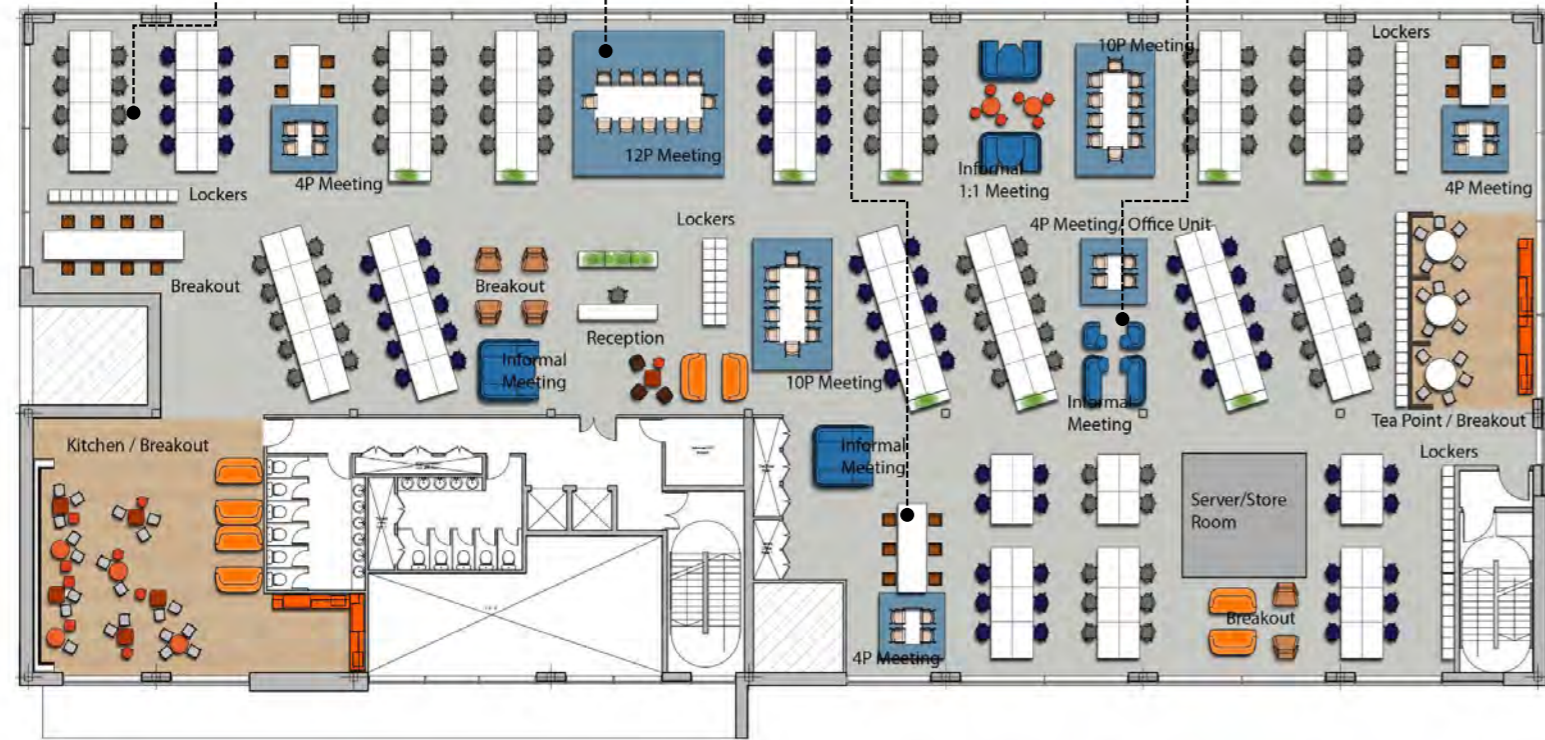 Lockers
10P Meeting
12P Meeting
4P Meeting
Informal
1:1 Meeting
4P Meeting
Lockers
Lockers
4P Meeting/ Office Unit
Breakout
Breakout
Reception
Informal
Meeting
10P Meeting
Informal
Meeting
Tea Point / Breakout
Kitchen / Breakout
Informal
Meeting
Lockers
Server/Store
Room
Breakout
4P Meeting